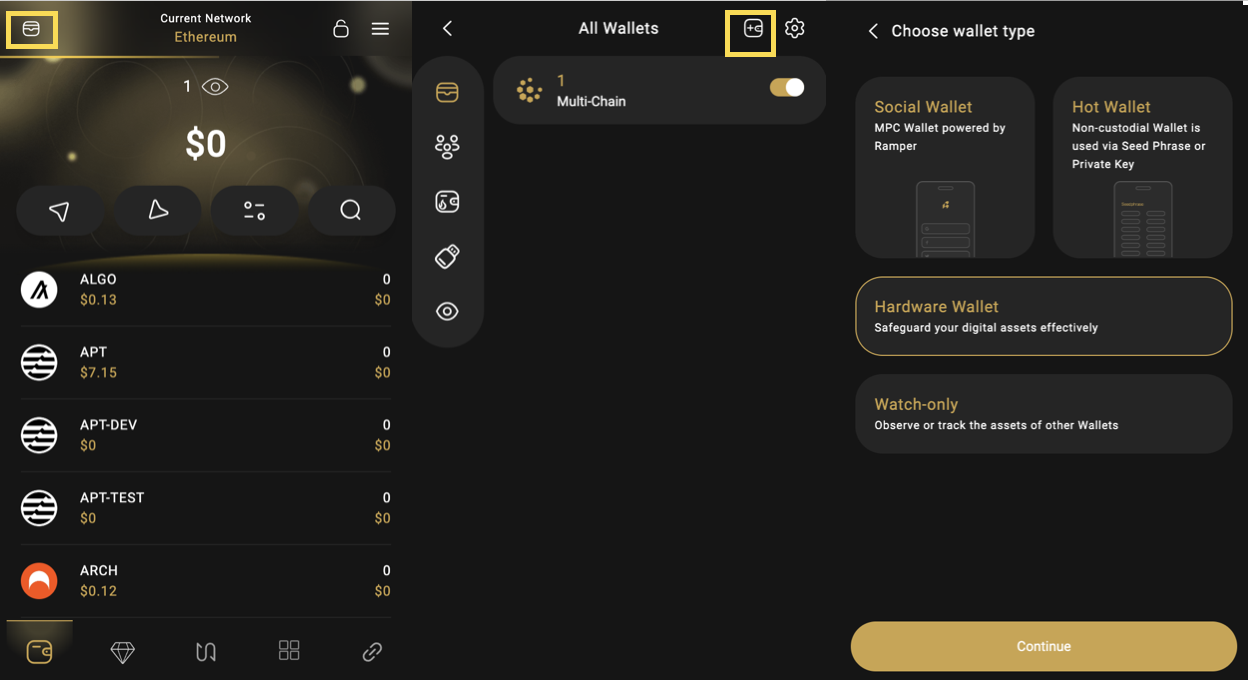 Current Network
Ethereum
1
$0
ALGO
0
$0.13
$0
APT
0
$7.15
$0
APT-DEV
0
$0
$0
APT-TEST
0
$0
$0
ARCH
0
$0.12
$0
All Wallets
1
Multi-Chain
Choose wallet type
Social Wallet
MPC Wallet powered by
Ramper
Hot Wallet
Non-custodial Wallet is
used via Seed Phrase or
Private Key
Hardware Wallet
Safeguard your digital assets effectively
Watch-only
Observe or track the assets of other Wallets
Continue